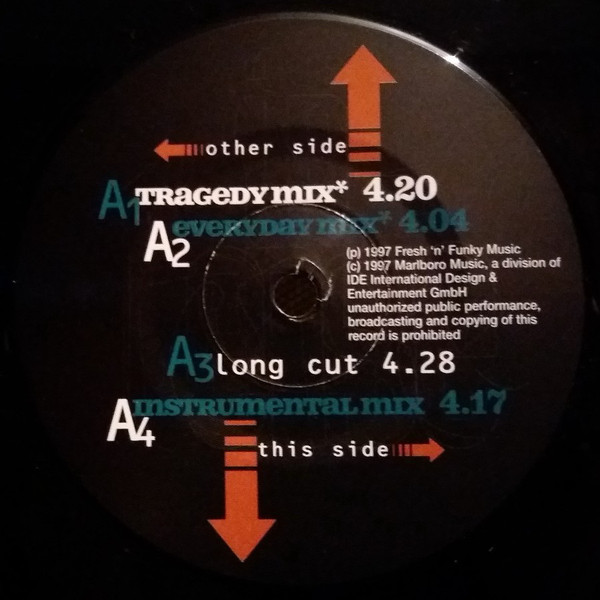 other side
A1 TRAGEDY MIX* 4.20
A2 everyday mix* 4.04
(p) 1997 Fresh 'n' Funky Music
(c) 1997 Marlboro Music, a division of
IDE International Design &
Entertainment GmbH
unauthorized public performance,
broadcasting and copying of this
record is prohibited
A3 long cut 4.28
A4 INSTRUMENTAL MIX 4.17
this side